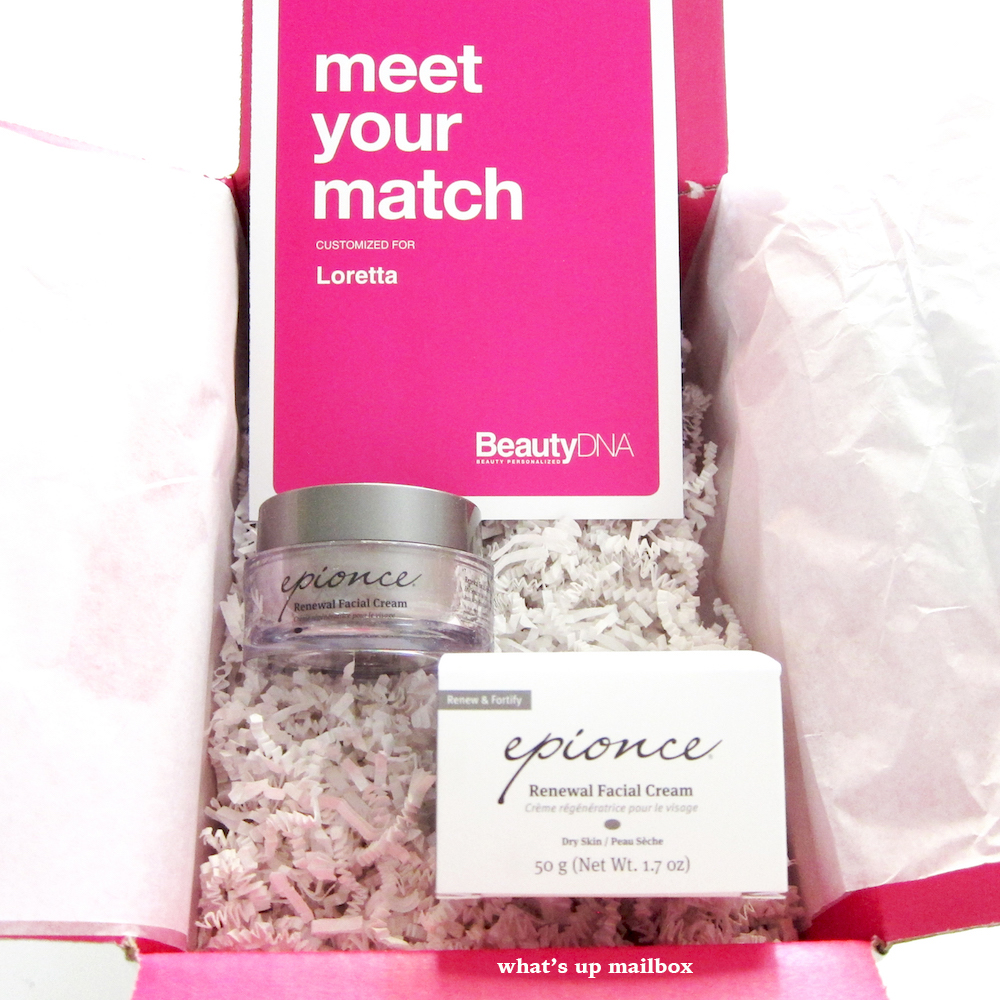 meet
your
match
CUSTOMIZED FOR
Loretta
BeautyDNA
BEAUTY PERSONALIZED
epionce
Renewal Facial Cream
Renew & Fortify
epionce
Renewal Facial Cream
Crème régénératrice pour le visage
Dry Skin / Peau Sèche
50 g (Net Wt. 1.7 oz)
what's up mailbox